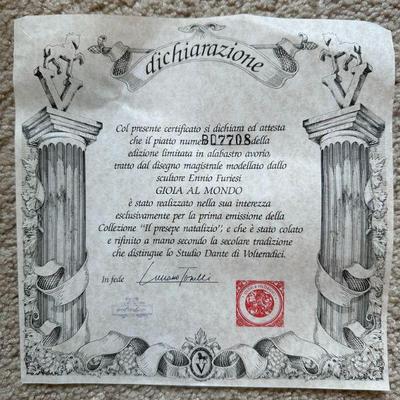 dichiarazione
Col presente certificato si dichiara ed attesta
che il piatto nume B07708 della
edizione limitata in alabastro avorio,
tratto dal disegno magistrale modellato dallo
scultore Ennio Furiesi
GIOIA AL MONDO
è stato realizzato nella sua interezza
esclusivamente per la prima emissione della
Collezione "Il presepe natalizio", e che è stato colato
e rifinito a mano secondo la secolare tradizione
che distingue lo Studio Dante di Volteradici.
In fede